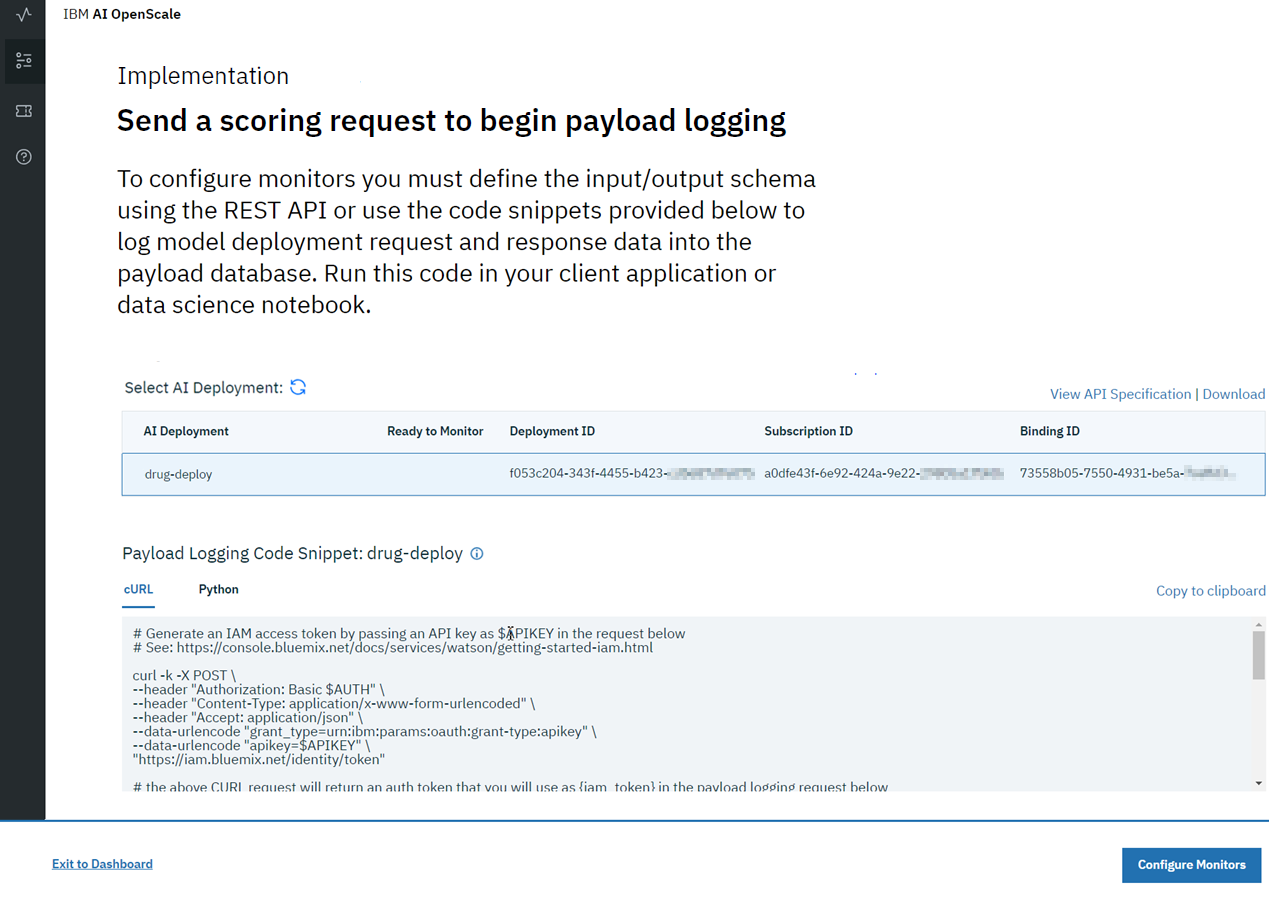 IBM AI OpenScale
Implementation
Send a scoring request to begin payload logging
To configure monitors you must define the input/output schema
using the REST API or use the code snippets provided below to
log model deployment request and response data into the
payload database. Run this code in your client application or
data science notebook.
Select AI Deployment:
View API Specification | Download
AI Deployment Ready to Monitor Deployment ID Subscription ID Binding ID
drug-deploy f053c204-343f-4455-b423- a0dfe43f-6e92-424a-9e22- 73558b05-7550-4931-be5a-
Payload Logging Code Snippet: drug-deploy
cURL Python Copy to clipboard
# Generate an IAM access token by passing an API key as $APIKEY in the request below
# See: https://console.bluemix.net/docs/services/watson/getting-started-iam.html
curl -k -X POST \
--header "Authorization: Basic $AUTH" \
--header "Content-Type: application/x-www-form-urlencoded" \
--header "Accept: application/json" \
--data-urlencode "grant_type=urn:ibm:params:oauth:grant-type:apikey" \
--data-urlencode "apikey=$APIKEY" \
"https://iam.bluemix.net/identity/token"
# the above CURL request will return an auth token that you will use as {iam_token} in the payload logging request below
Exit to Dashboard
Configure Monitors